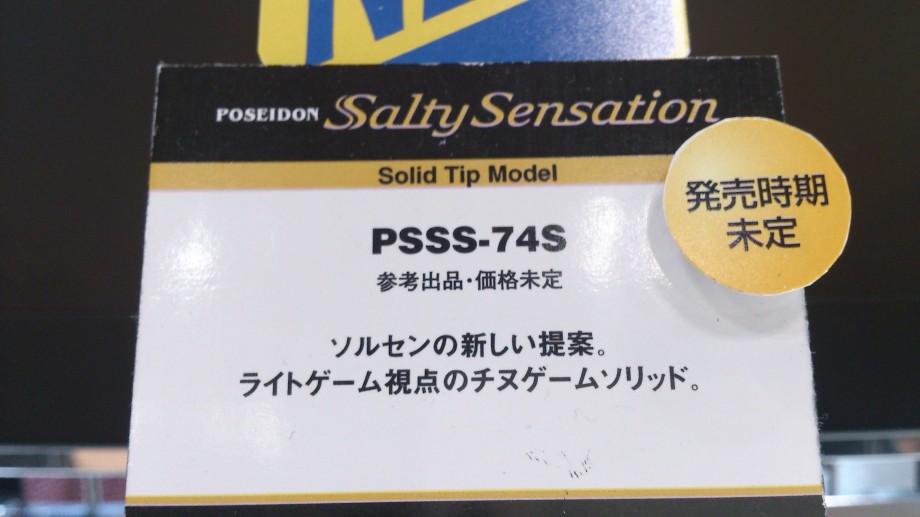 POSEIDON Salty Sensation
Solid Tip Model
発売時期
未定
PSSS-74S
参考出品・価格未定
ソルセンの新しい提案。
ライトゲーム視点のチヌゲームソリッド。